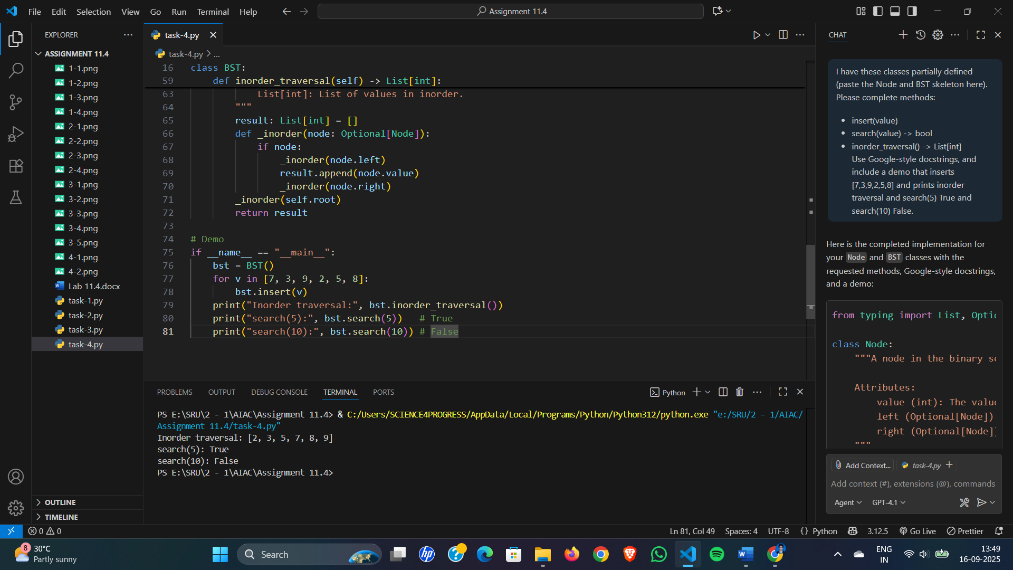 File Edit Selection View Go Run Terminal Help
Assignment 11.4
EXPLORER
ASSIGNMENT 11.4
1-1.png
1-2.png
1-3.png
1-4.png
2-1.png
2-2.png
2-3.png
2-4.png
3-1.png
3-2.png
3-3.png
3-4.png
3-5.png
4-1.png
4-2.png
Lab 11.4.docx
task-1.py
task-2.py
task-3.py
task-4.py
OUTLINE
TIMELINE
task-4.py
task-4.py > ...
16 class BST:
59 def inorder_traversal(self) -> List[int]:
63 List[int]: List of values in inorder.
64 """
65 result: List[int] = []
66 def _inorder(node: Optional[Node]):
67 if node:
68 _inorder(node.left)
69 result.append(node.value)
70 _inorder(node.right)
71 _inorder(self.root)
72 return result
73
74 # Demo
75 if __name__ == "__main__":
76 bst = BST()
77 for v in [7, 3, 9, 2, 5, 8]:
78 bst.insert(v)
79 print("Inorder traversal:", bst.inorder_traversal())
80 print("search(5):", bst.search(5)) # True
81 print("search(10):", bst.search(10)) # False
PROBLEMS OUTPUT DEBUG CONSOLE TERMINAL PORTS
Python
PS E:\SRU\2 - 1\AIAC\Assignment 11.4> & C:/Users/SCIENCE4PROGRESS/AppData/Local/Programs/Python/Python312/python.exe "e:/SRU/2 - 1/AIAC/
Assignment 11.4/task-4.py"
Inorder traversal: [2, 3, 5, 7, 8, 9]
search(5): True
search(10): False
PS E:\SRU\2 - 1\AIAC\Assignment 11.4>
CHAT
I have these classes partially defined
(paste the Node and BST skeleton here).
Please complete methods:
• insert(value)
• search(value) -> bool
• inorder_traversal() -> List[int]
Use Google-style docstrings, and
include a demo that inserts
[7,3,9,2,5,8] and prints inorder
traversal and search(5) True and
search(10) False.
Here is the completed implementation for
your Node and BST classes with the
requested methods, Google-style docstrings,
and a demo:
from typing import List, Optio
class Node:
"""A node in the binary se
Attributes:
value (int): The value
left (Optional[Node])
right (Optional[Node])
"""
Add Context... task-4.py +
Add context (#), extensions (@), commands
Agent GPT-4.1
0 0
Ln 81, Col 49 Spaces: 4 UTF-8 {} Python 3.12.5 Go Live Prettier
8
30°C
Partly sunny
Search
ENG
IN
13:49
16-09-2025